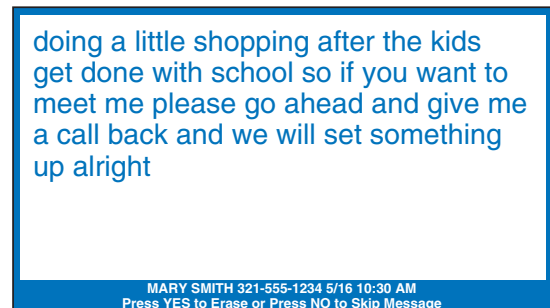 doing a little shopping after the kids
get done with school so if you want to
meet me please go ahead and give me
a call back and we will set something
up alright
MARY SMITH 321-555-1234 5/16 10:30 AM
Press YES to Erase or Press NO to Skip Message